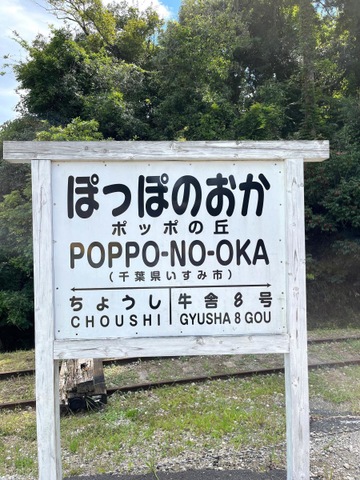 ぽっぽのおか
ポッポの丘
POPPO-NO-OKA
(千葉県いすみ市)
ちょうし 牛舎8号
CHOUSHI GYUSHA 8 GOU